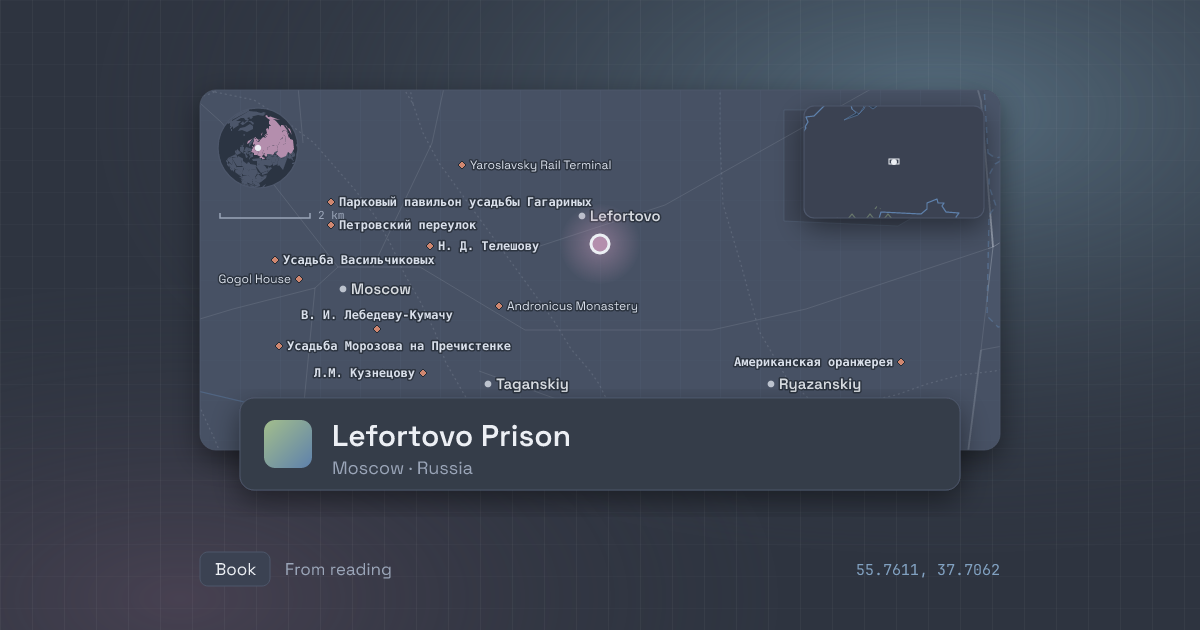 Yaroslavsky Rail Terminal
Парковый павильон усадьбы Гагариных
2 km
Lefortovo
Петровский переулок
Н. Д. Телешову
Усадьба Васильчиковых
Gogol House
Moscow
Andronicus Monastery
В. И. Лебедеву-Кумачу
Усадьба Морозова на Пречистенке
Американская оранжерея
Л.М. Кузнецову
Taganskiy
Ryazanskiy
Lefortovo Prison
Moscow · Russia
Book
From reading
55.7611, 37.7062